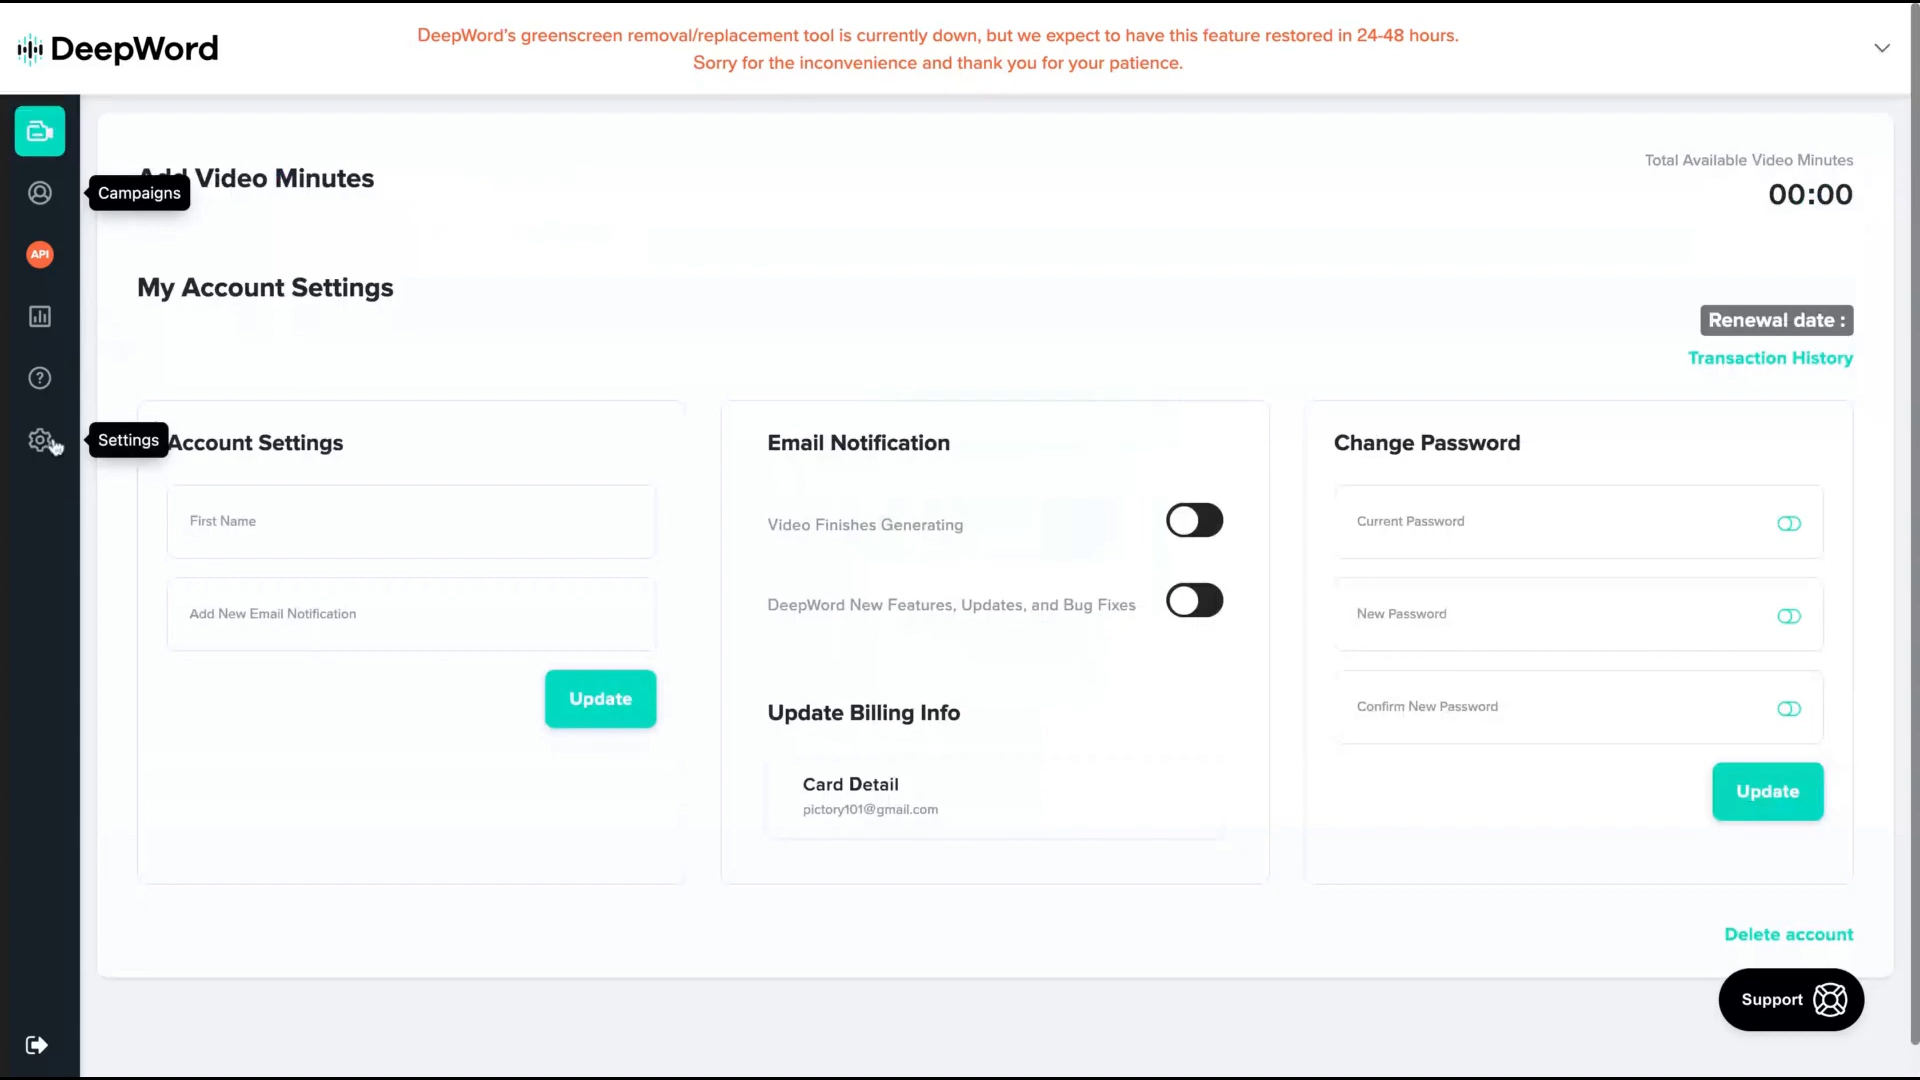 DeepWord
DeepWord's greenscreen removal/replacement tool is currently down, but we expect to have this feature restored in 24-48 hours.
Sorry for the inconvenience and thank you for your patience.
Add Video Minutes
Total Available Video Minutes
00:00
Campaigns
API
My Account Settings
Renewal date :
Transaction History
Settings
Account Settings
First Name
Add New Email Notification
Update
Email Notification
Video Finishes Generating
DeepWord New Features, Updates, and Bug Fixes
Update Billing Info
Card Detail
pictory101@gmail.com
Change Password
Current Password
New Password
Confirm New Password
Update
Delete account
Support